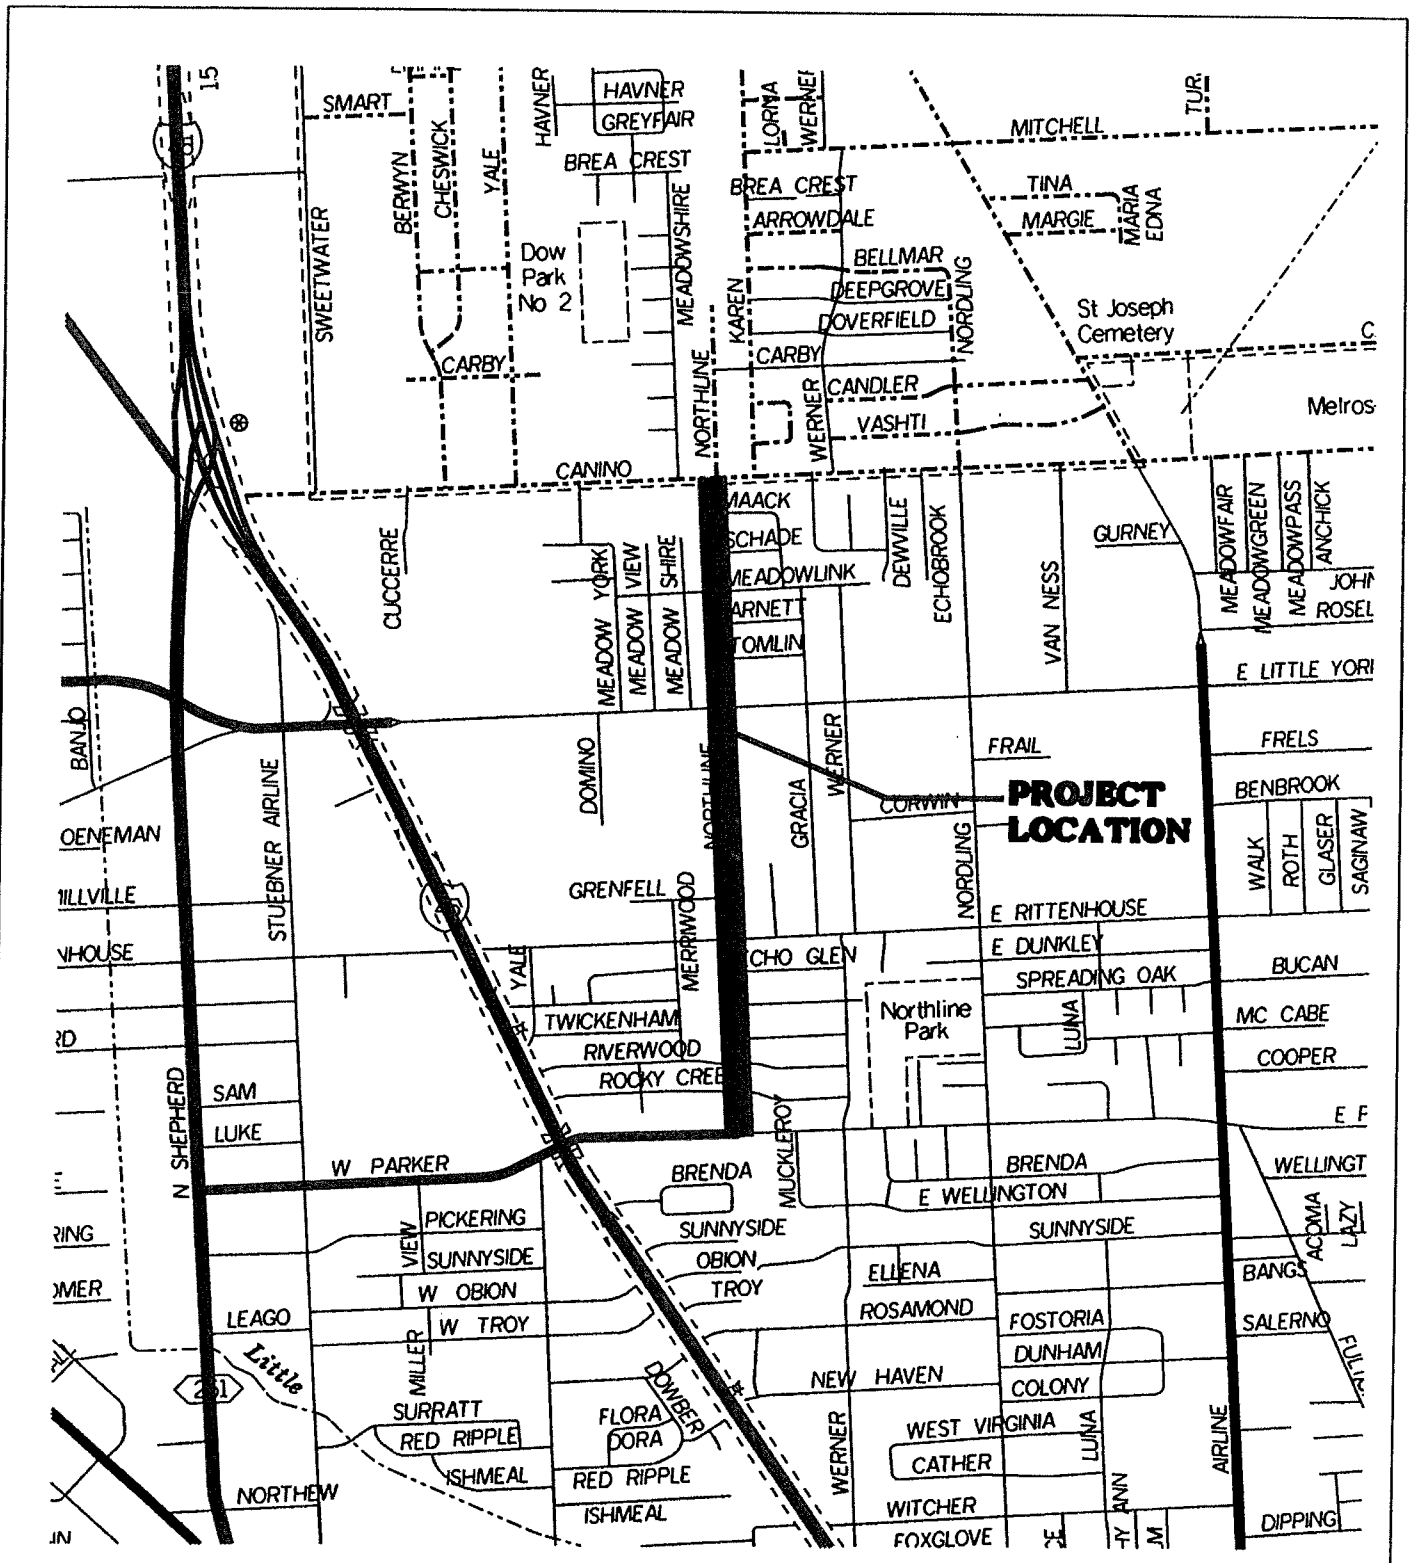 15
SMART
BERWYN
CHESWICK
YALE
HAVNER
HAVNER
GREYFAIR
BREA CREST
LORMA
WERNER
MITCHELL
TINA
MARGIE
MARIA
EDNA
BREA CREST
ARROWDALE
BELLMAR
DEEPGROVE
DOVERFIELD
NORDLING
SWEETWATER
Dow
Park
No 2
MEADOWSHIRE
KAREN
NORTHLINE
St Joseph
Cemetery
CARBY
CARBY
WERNER
CANDLER
VASHTI
Melros
CANINO
MAACK
SCHADE
MEADOWLINK
TOMLIN
CUCCERRE
MEADOW YORK
MEADOW VIEW
MEADOW SHIRE
DEWVILLE
ECHOBROOK
VAN NESS
GURNEY
MEADOWFAIR
MEADOWGREEN
MEADOWPASS
ANCHICK
JOHN
ROSEL
E LITTLE YORK
BANJO
STUEBNER AIRLINE
DOMINO
NORTHLINE
GRACIA
WERNER
FRAIL
FRELS
CORWIN
PROJECT
LOCATION
BENBROOK
NORDLING
WALK
ROTH
GLASER
SAGINAW
OENEMAN
HILLVILLE
NHOUSE
GRENFELL
MERRIWOOD
E RITTENHOUSE
E DUNKLEY
SPREADING OAK
BUCAN
YALE
CHO GLEN
Northline
Park
LUNA
MC CABE
COOPER
TWICKENHAM
RIVERWOOD
ROCKY CREE
RD
N SHEPHERD
SAM
LUKE
W PARKER
MUCKLEROY
BRENDA
BRENDA
E WELLINGTON
WELLINGT
E P
ACOMA
LAZY
RING
VIEW
PICKERING
SUNNYSIDE
SUNNYSIDE
SUNNYSIDE
OBION
TROY
ELLENA
BANGS
OMER
W OBION
W TROY
LEAGO
ROSAMOND
FOSTORIA
SALERNO
DUNHAM
COLONY
NEW HAVEN
Little
261
MILLER
DOWBER
SURRATT
RED RIPPLE
ISHMEAL
FLORA
DORA
RED RIPPLE
ISHMEAL
WERNER
WEST VIRGINIA
CATHER
LUNA
AIRLINE
NORTHEW
WITCHER
FOXGLOVE
ANN
DIPPING